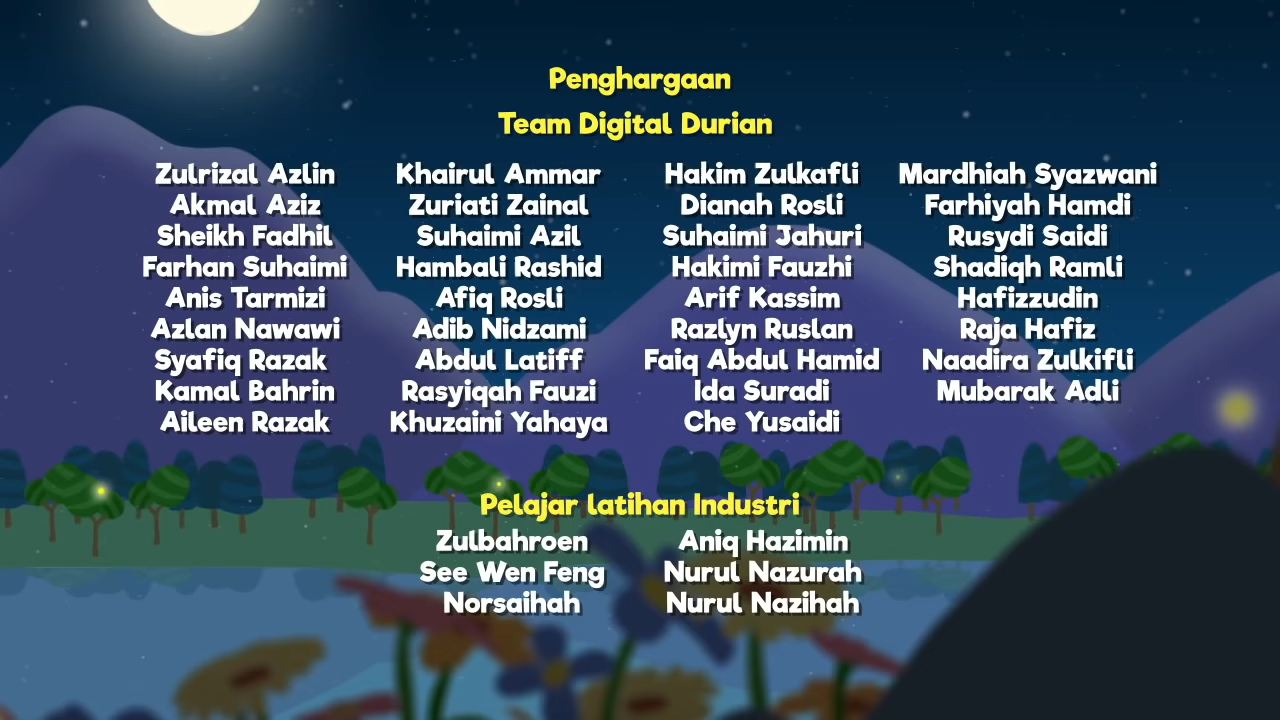 Penghargaan
Team Digital Durian
Zulrizal Azlin Khairul Ammar Hakim Zulkafli Mardhiah Syazwani
Akmal Aziz Zuriati Zainal Dianah Rosli Farhiyah Hamdi
Sheikh Fadhil Suhaimi Azil Suhaimi Jahuri Rusydi Saidi
Farhan Suhaimi Hambali Rashid Hakimi Fauzhi Shadiqh Ramli
Anis Tarmizi Afiq Rosli Arif Kassim Hafizzudin
Azlan Nawawi Adib Nidzami Razlyn Ruslan Raja Hafiz
Syafiq Razak Abdul Latiff Faiq Abdul Hamid Naadira Zulkifli
Kamal Bahrin Rasyiqah Fauzi Ida Suradi Mubarak Adli
Aileen Razak Khuzaini Yahaya Che Yusaidi
Pelajar latihan Industri
Zulbahroen Aniq Hazimin
See Wen Feng Nurul Nazurah
Norsaihah Nurul Nazihah